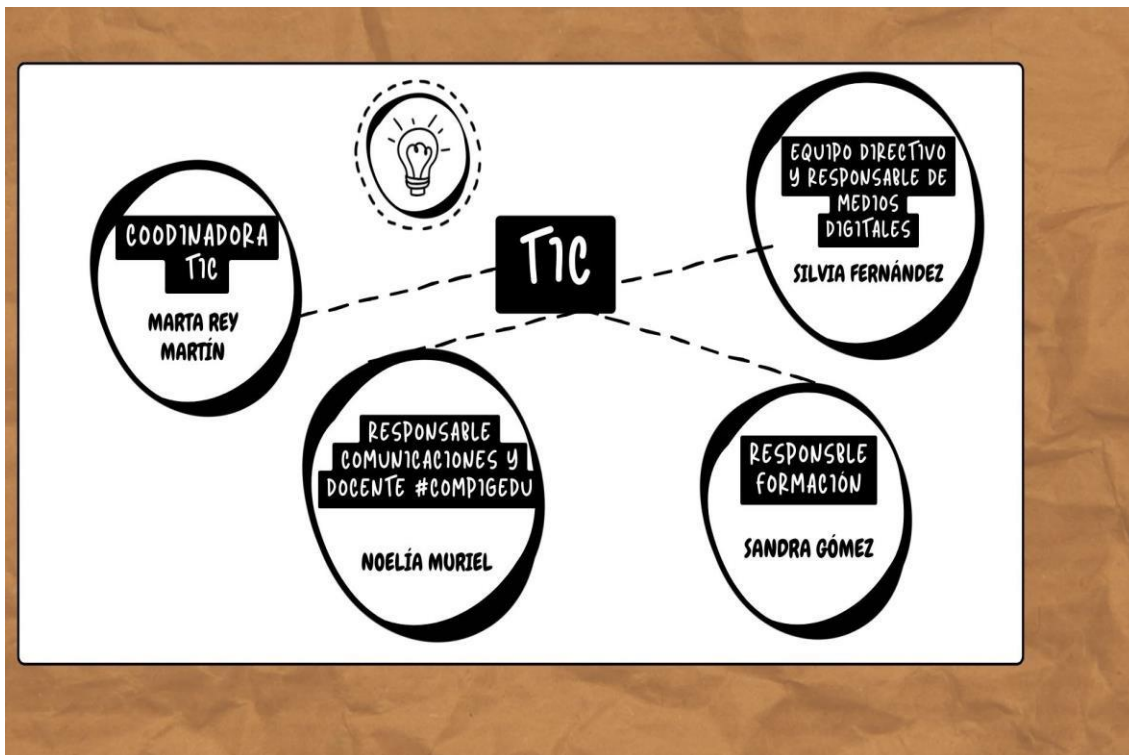 TIC
COODINADORA
TIC
MARTA REY
MARTÍN
EQUIPO DIRECTIVO
Y RESPONSABLE DE
MEDIOS
DIGITALES
SILVIA FERNÁNDEZ
RESPONSABLE
COMUNICACIONES Y
DOCENTE #COMPIGEDU
NOELÍA MURIEL
RESPONSBLE
FORMACIÓN
SANDRA GÓMEZ